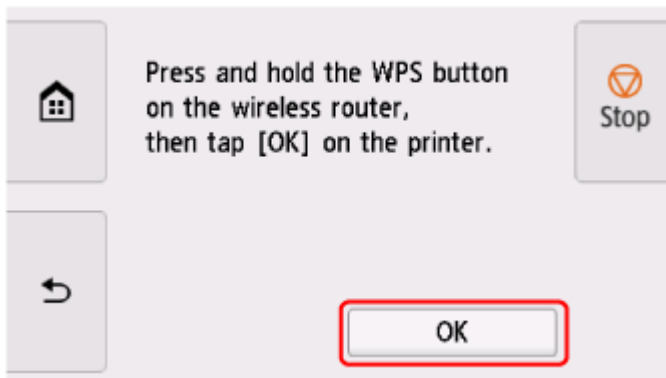 Press and hold the WPS button
on the wireless router,
then tap [OK] on the printer.
Stop
OK